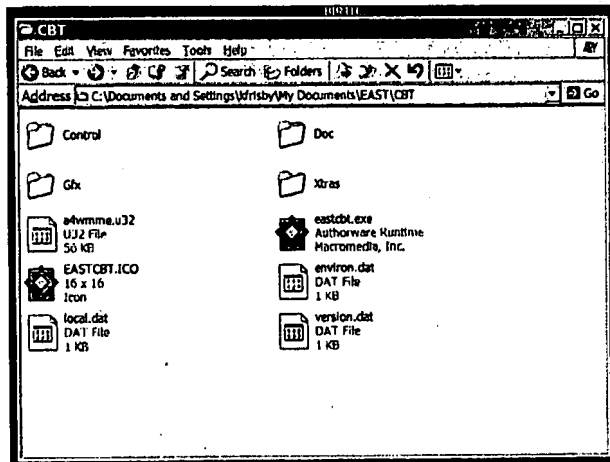 CBT
File Edit View Favorites Tools Help
Back Search Folders
Address C:\Documents and Settings\kfrisby\My Documents\EAST\CBT Go
Control Doc
Gfx Xtras
a4wmme.u32 eastcbt.exe
U32 File Authorware Runtime
56 KB Macromedia, Inc.
EASTCBT.ICO environ.dat
16 x 16 DAT File
Icon 1 KB
local.dat version.dat
DAT File DAT File
1 KB 1 KB